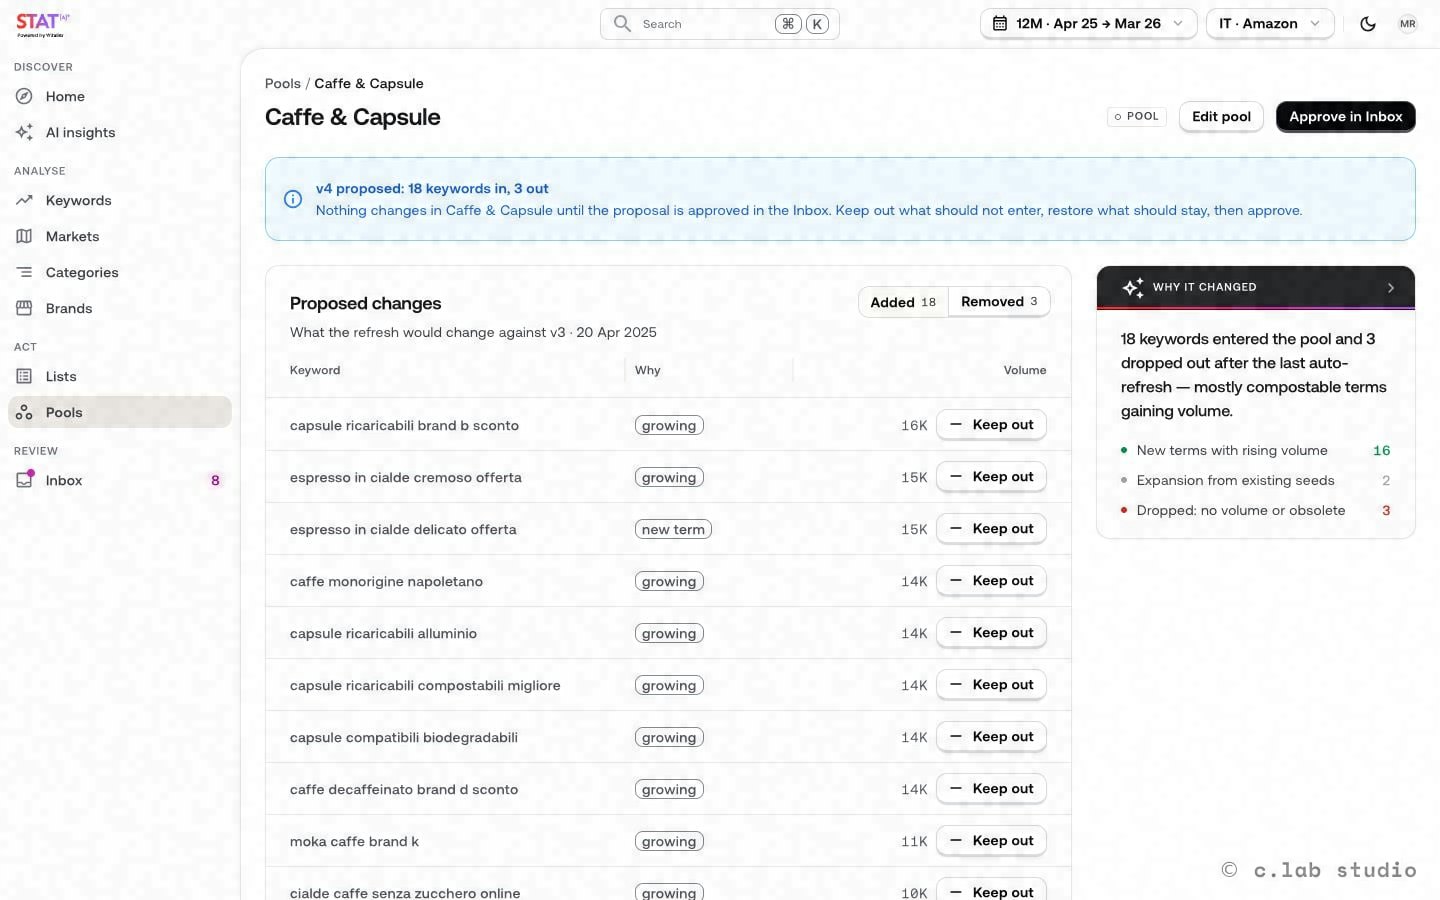 STAT
Powered by Witailer
Search
⌘ K
12M · Apr 25 → Mar 26
IT · Amazon
MR
DISCOVER
Home
AI insights
ANALYSE
Keywords
Markets
Categories
Brands
ACT
Lists
Pools
REVIEW
Inbox 8
Pools / Caffe & Capsule
Caffe & Capsule
POOL
Edit pool
Approve in Inbox
v4 proposed: 18 keywords in, 3 out
Nothing changes in Caffe & Capsule until the proposal is approved in the Inbox. Keep out what should not enter, restore what should stay, then approve.
Proposed changes
Added 18 Removed 3
What the refresh would change against v3 · 20 Apr 2025
Keyword Why Volume
capsule ricaricabili brand b sconto growing 16K — Keep out
espresso in cialde cremoso offerta growing 15K — Keep out
espresso in cialde delicato offerta new term 15K — Keep out
caffe monorigine napoletano growing 14K — Keep out
capsule ricaricabili alluminio growing 14K — Keep out
capsule ricaricabili compostabili migliore growing 14K — Keep out
capsule compatibili biodegradabili growing 14K — Keep out
caffe decaffeinato brand d sconto growing 14K — Keep out
moka caffe brand k growing 11K — Keep out
cialde caffe senza zucchero online growing 10K — Keep out
WHY IT CHANGED
18 keywords entered the pool and 3
dropped out after the last auto-
refresh — mostly compostable terms
gaining volume.
New terms with rising volume 16
Expansion from existing seeds 2
Dropped: no volume or obsolete 3
© c.lab studio